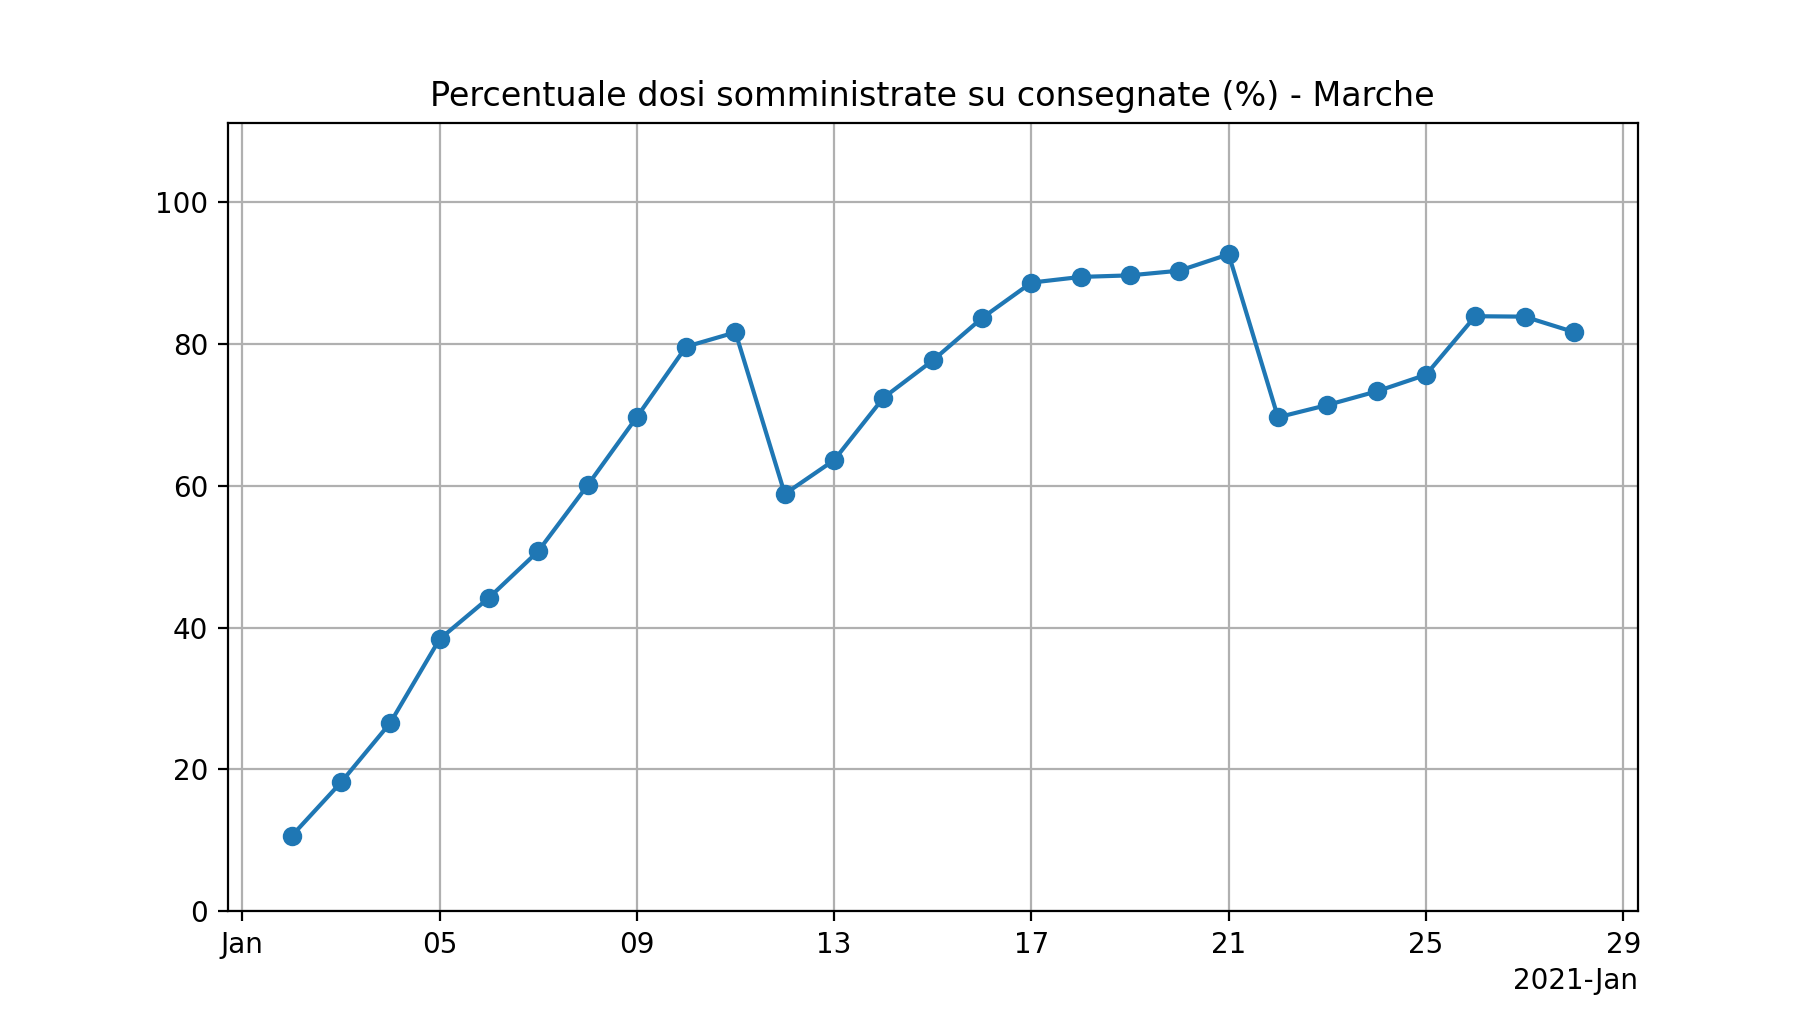 Percentuale dosi somministrate su consegnate (%) - Marche
100
80
60
40
20
0
Jan 05 09 13 17 21 25 29
2021-Jan